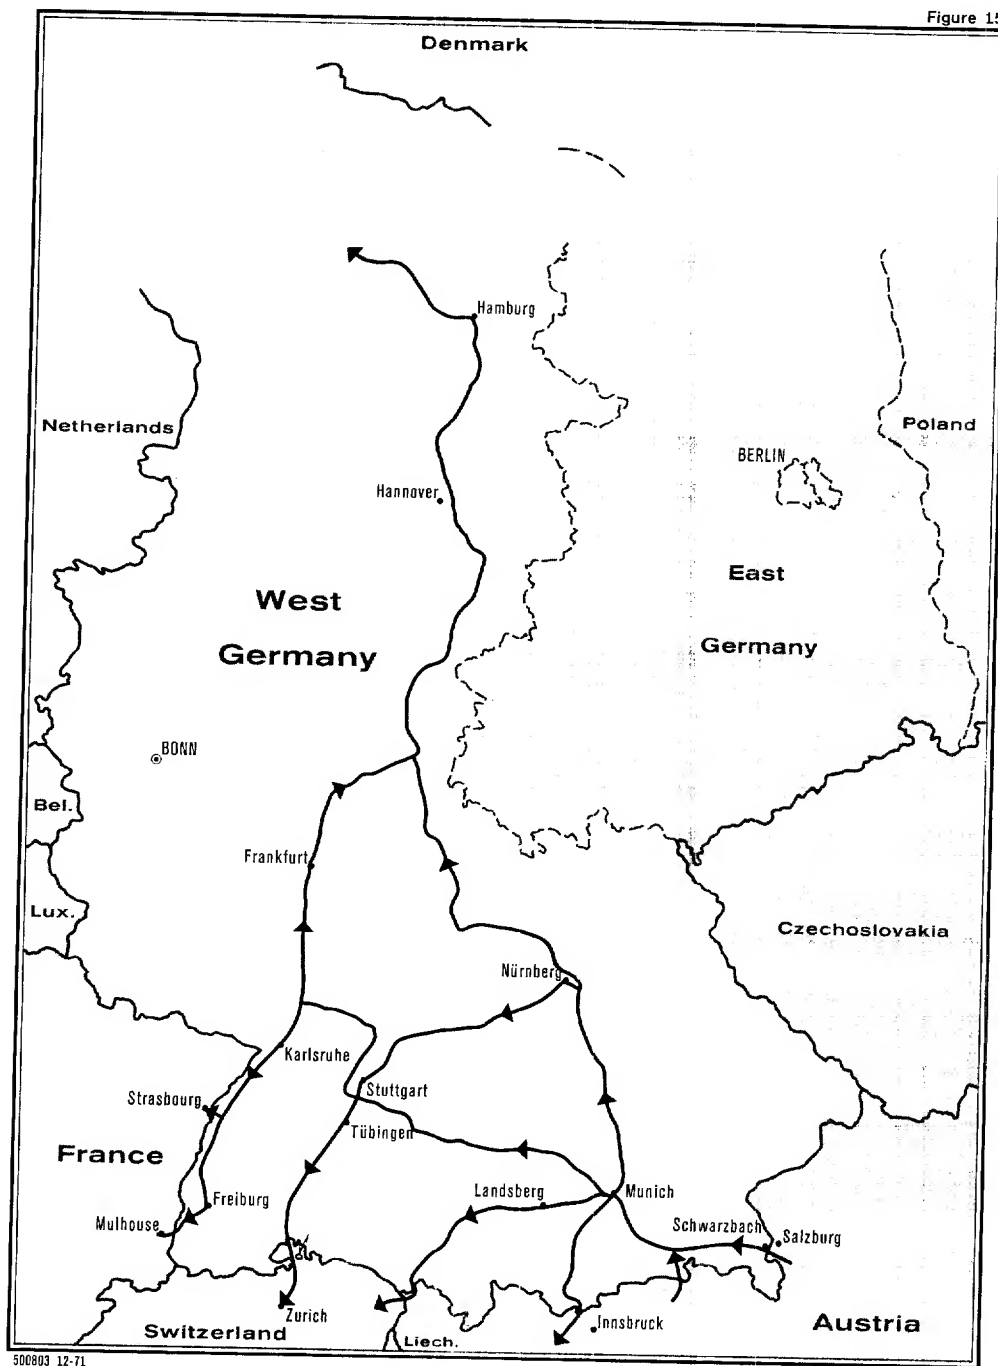 Figure 15
Denmark
Hamburg
Netherlands
Poland
BERLIN
Hannover
East
Germany
West
Germany
BONN
Bel.
Frankfurt
Lux.
Czechoslovakia
Nürnberg
Karlsruhe
Stuttgart
Strasbourg
Tübingen
France
Landsberg
Munich
Freiburg
Mulhouse
Schwarzbach
Salzburg
Zurich
Innsbruck
Austria
Switzerland
Liech.
500803 12-71